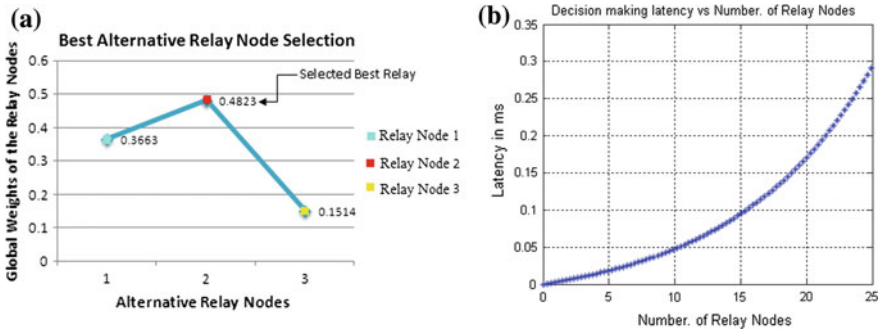 (a)
Best Alternative Relay Node Selection
Global Weights of the Relay Nodes
0.6
0.5
0.4
0.3
0.2
0.1
0
0.3663
0.4823
0.1514
Selected Best Relay
1 2 3
Alternative Relay Nodes
Relay Node 1
Relay Node 2
Relay Node 3
(b)
Decision making latency vs Number. of Relay Nodes
Latency in ms
0.35
0.3
0.25
0.2
0.15
0.1
0.05
0
0 5 10 15 20 25
Number. of Relay Nodes